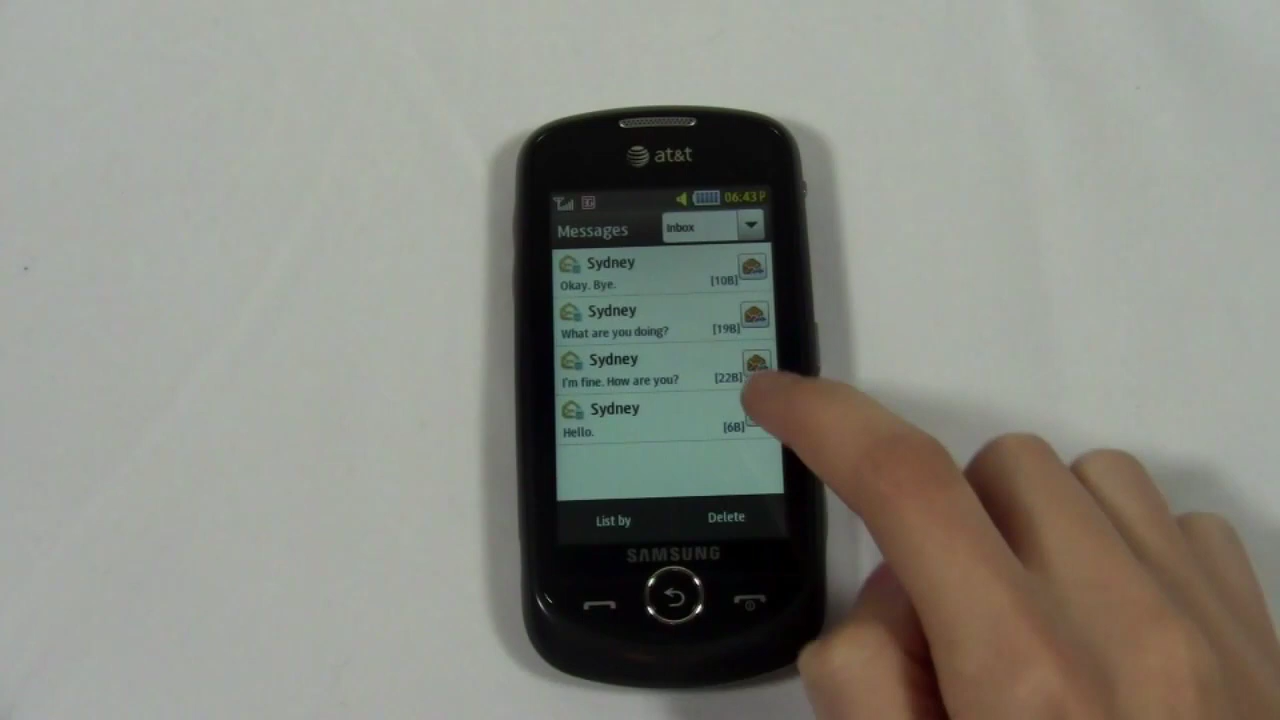 at&t
06:43 P
Messages
Inbox
Sydney
Okay. Bye.
[10B]
Sydney
What are you doing?
[19B]
Sydney
I'm fine. How are you?
[22B]
Sydney
Hello.
[6B]
List by
Delete
SAMSUNG